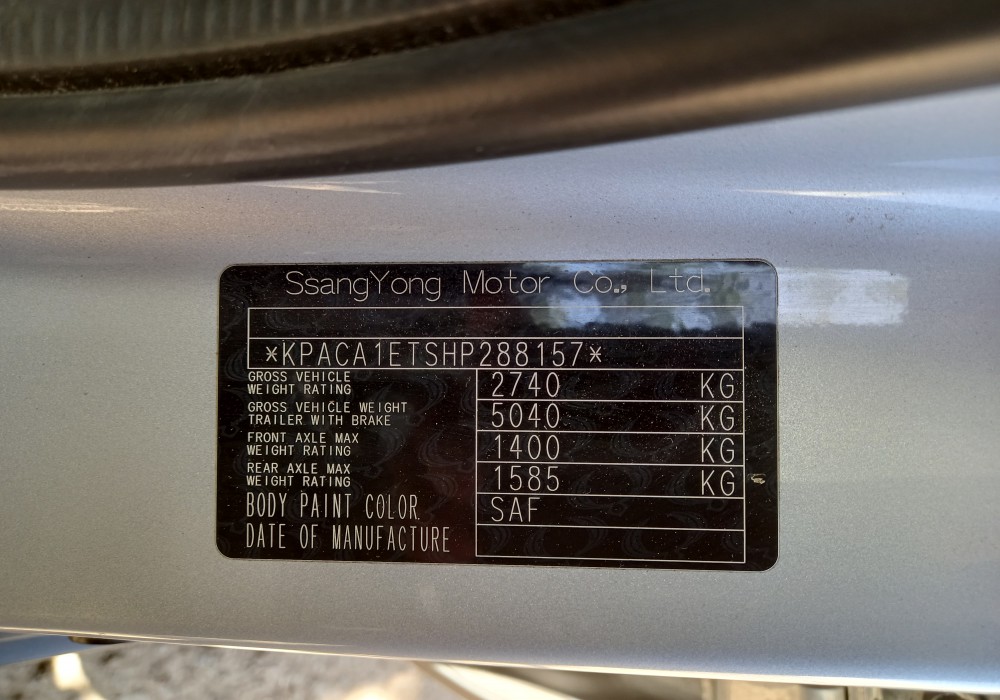 SsangYong Motor Co., Ltd.
*KPACA1ETSHP288157*
GROSS VEHICLE WEIGHT RATING 2740 KG
GROSS VEHICLE WEIGHT TRAILER WITH BRAKE 5040 KG
FRONT AXLE MAX WEIGHT RATING 1400 KG
REAR AXLE MAX WEIGHT RATING 1585 KG
BODY PAINT COLOR SAF
DATE OF MANUFACTURE